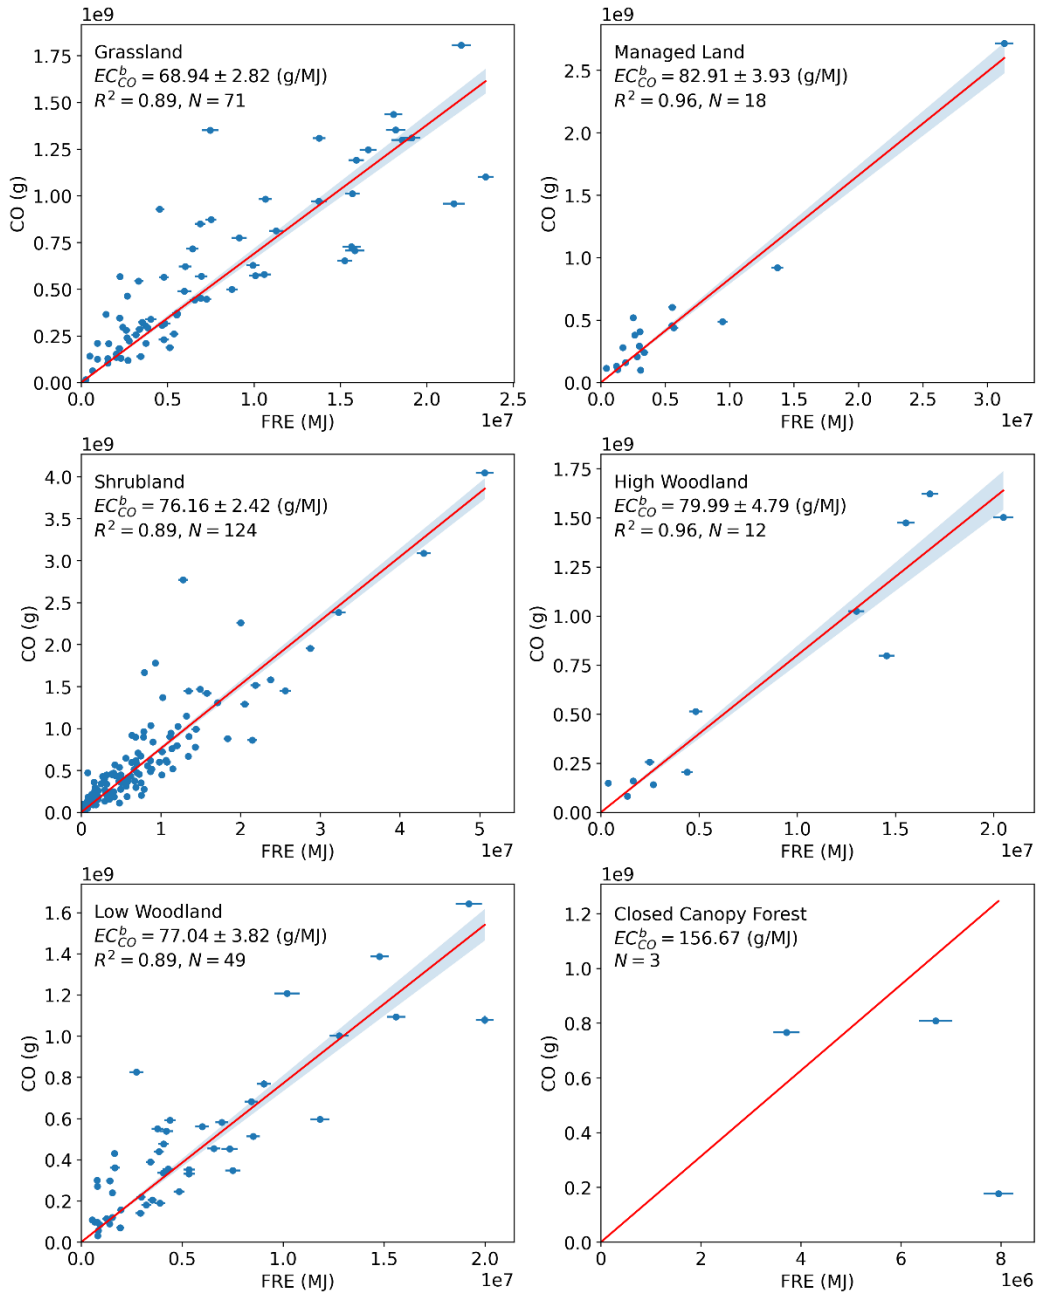 1e9
Grassland
EC_CO^b = 68.94 ± 2.82 (g/MJ)
R² = 0.89, N = 71
CO (g)
1.75
1.50
1.25
1.00
0.75
0.50
0.25
0.00
0.0 0.5 1.0 1.5 2.0 2.5
FRE (MJ)
1e7
1e9
Managed Land
EC_CO^b = 82.91 ± 3.93 (g/MJ)
R² = 0.96, N = 18
CO (g)
2.5
2.0
1.5
1.0
0.5
0.0
0.0 0.5 1.0 1.5 2.0 2.5 3.0
FRE (MJ)
1e7
1e9
Shrubland
EC_CO^b = 76.16 ± 2.42 (g/MJ)
R² = 0.89, N = 124
CO (g)
4.0
3.5
3.0
2.5
2.0
1.5
1.0
0.5
0.0
0 1 2 3 4 5
FRE (MJ)
1e7
1e9
High Woodland
EC_CO^b = 79.99 ± 4.79 (g/MJ)
R² = 0.96, N = 12
CO (g)
1.75
1.50
1.25
1.00
0.75
0.50
0.25
0.00
0.0 0.5 1.0 1.5 2.0
FRE (MJ)
1e7
1e9
Low Woodland
EC_CO^b = 77.04 ± 3.82 (g/MJ)
R² = 0.89, N = 49
CO (g)
1.6
1.4
1.2
1.0
0.8
0.6
0.4
0.2
0.0
0.0 0.5 1.0 1.5 2.0
FRE (MJ)
1e7
1e9
Closed Canopy Forest
EC_CO^b = 156.67 (g/MJ)
N = 3
CO (g)
1.2
1.0
0.8
0.6
0.4
0.2
0.0
0 2 4 6 8
FRE (MJ)
1e6